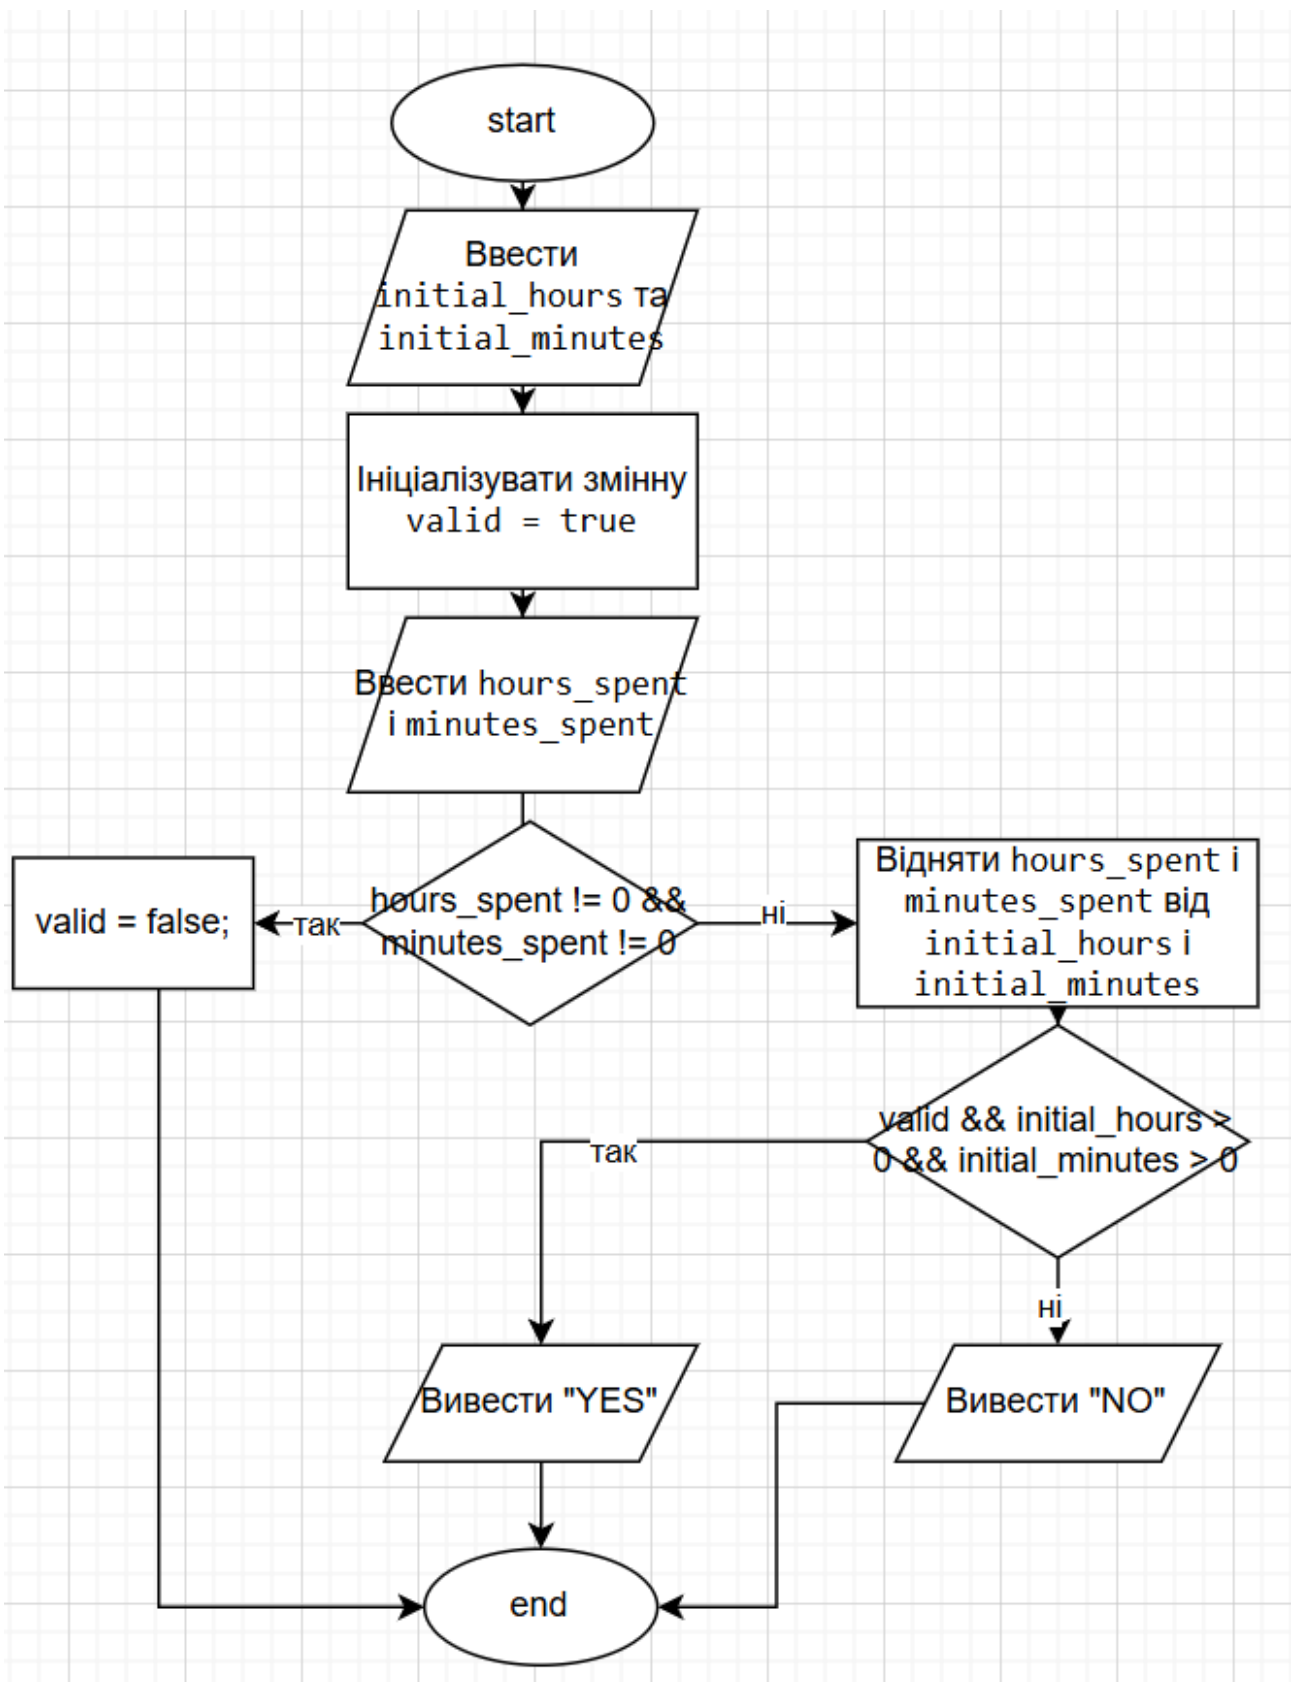 start
Ввести
initial_hours та
initial_minutes
Ініціалізувати змінну
valid = true
Ввести hours_spent
і minutes_spent
hours_spent != 0 &&
minutes_spent != 0
так
valid = false;
ні
Відняти hours_spent і
minutes_spent від
initial_hours і
initial_minutes
valid && initial_hours >
0 && initial_minutes > 0
так
ні
Вивести "YES"
Вивести "NO"
end